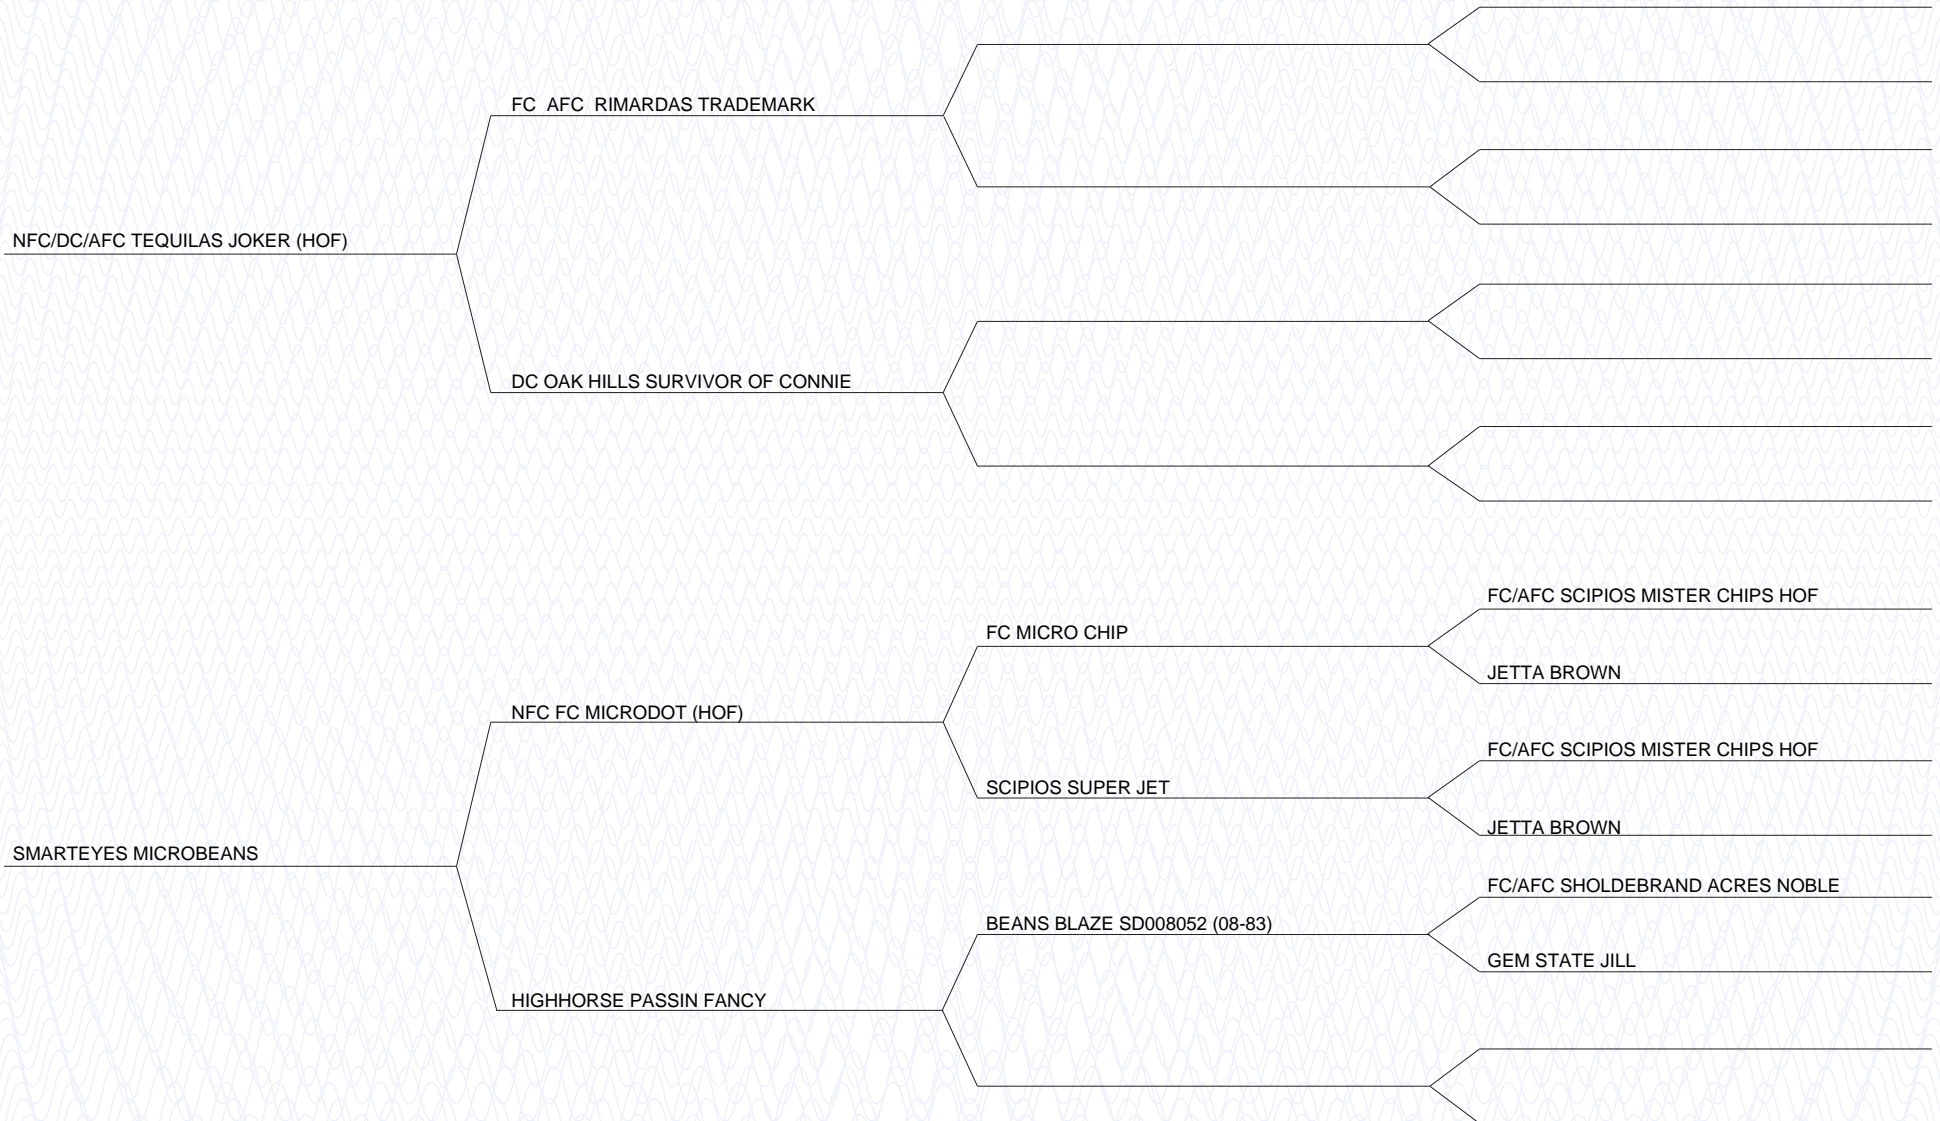 FC  AFC  RIMARDAS TRADEMARK
NFC/DC/AFC TEQUILAS JOKER (HOF)
DC OAK HILLS SURVIVOR OF CONNIE
FC/AFC SCIPIOS MISTER CHIPS HOF
FC MICRO CHIP
JETTA BROWN
NFC FC MICRODOT (HOF)
FC/AFC SCIPIOS MISTER CHIPS HOF
SCIPIOS SUPER JET
JETTA BROWN
SMARTEYES MICROBEANS
FC/AFC SHOLDEBRAND ACRES NOBLE
BEANS BLAZE SD008052 (08-83)
GEM STATE JILL
HIGHHORSE PASSIN FANCY